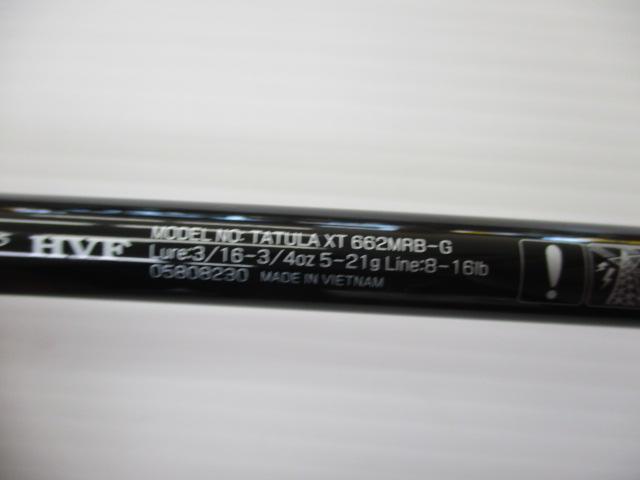 HVF
MODEL NO: TATULA XT 662MRB-G
Lure:3/16-3/4oz 5-21g Line:8-16lb
05808230 MADE IN VIETNAM